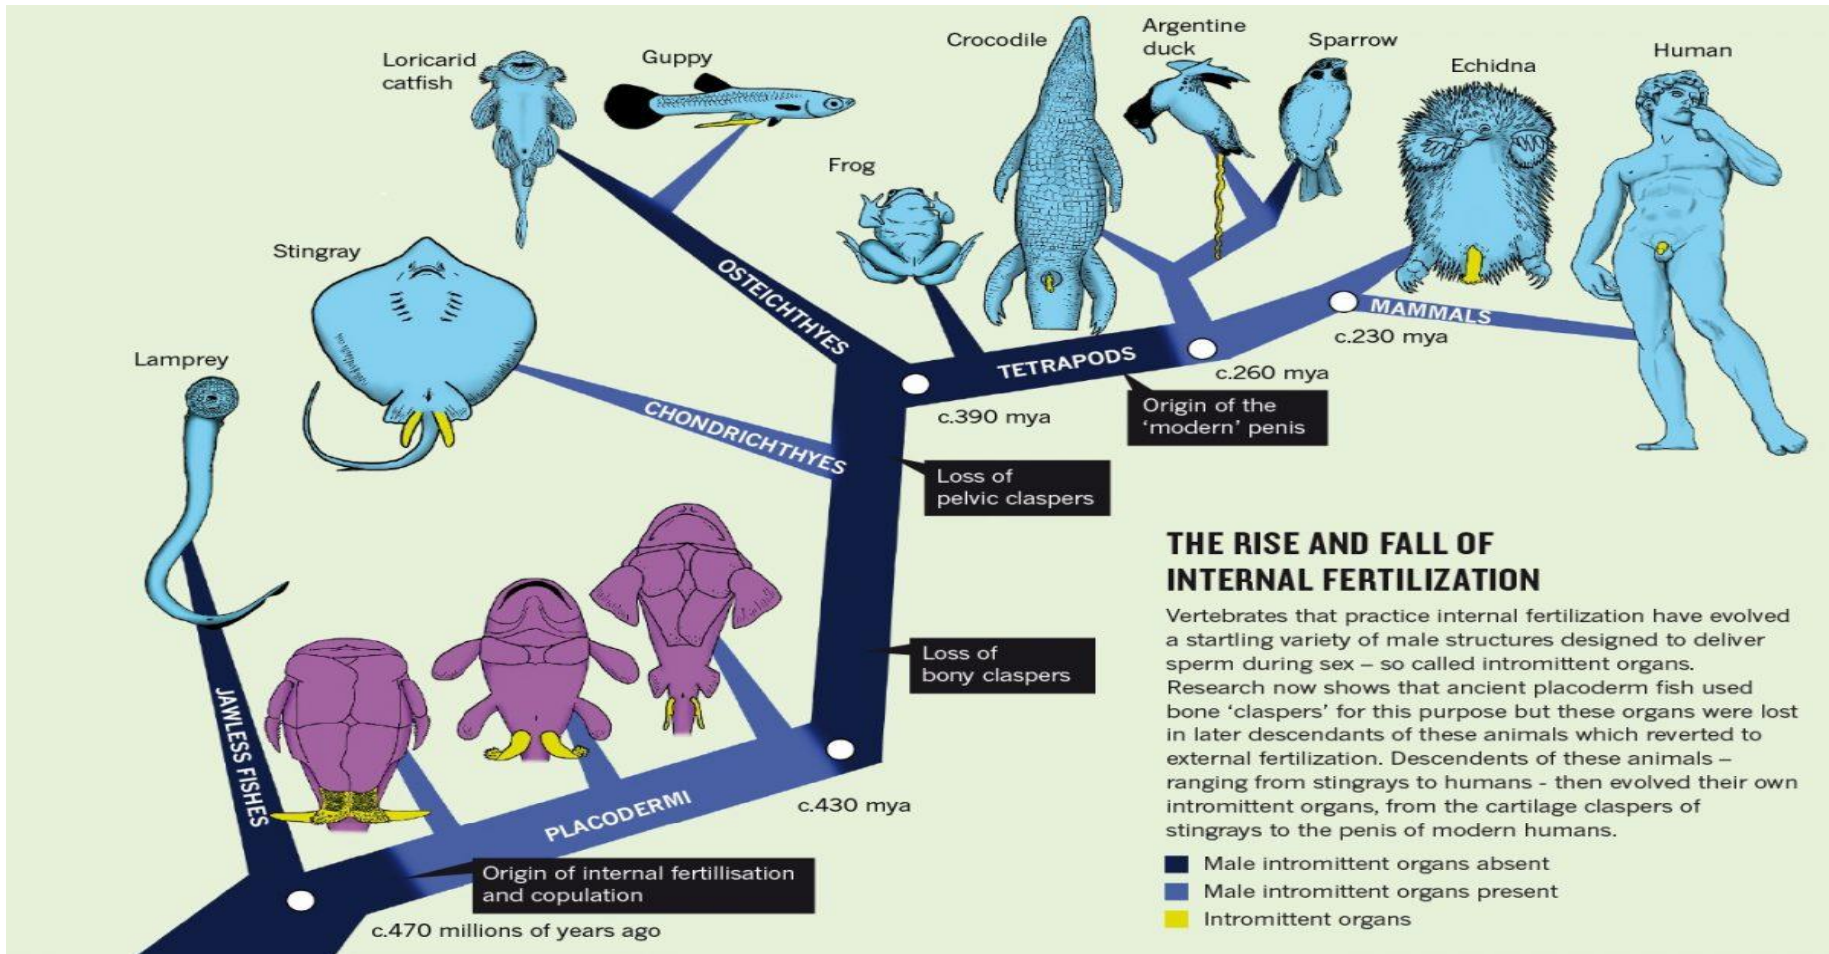 Loricarid
catfish
Guppy
Crocodile
Argentine
duck
Sparrow
Echidna
Human
Frog
Stingray
Lamprey
OSTEICHTHYES
CHONDRICHTHYES
TETRAPODS
MAMMALS
c.230 mya
c.260 mya
c.390 mya
Origin of the
‘modern’ penis
Loss of
pelvic claspers
Loss of
bony claspers
JAWLESS FISHES
PLACODERMI
c.430 mya
Origin of internal fertillisation
and copulation
c.470 millions of years ago
THE RISE AND FALL OF
INTERNAL FERTILIZATION
Vertebrates that practice internal fertilization have evolved
a startling variety of male structures designed to deliver
sperm during sex – so called intromittent organs.
Research now shows that ancient placoderm fish used
bone ‘claspers’ for this purpose but these organs were lost
in later descendants of these animals which reverted to
external fertilization. Descendents of these animals –
ranging from stingrays to humans - then evolved their own
intromittent organs, from the cartilage claspers of
stingrays to the penis of modern humans.
Male intromittent organs absent
Male intromittent organs present
Intromittent organs